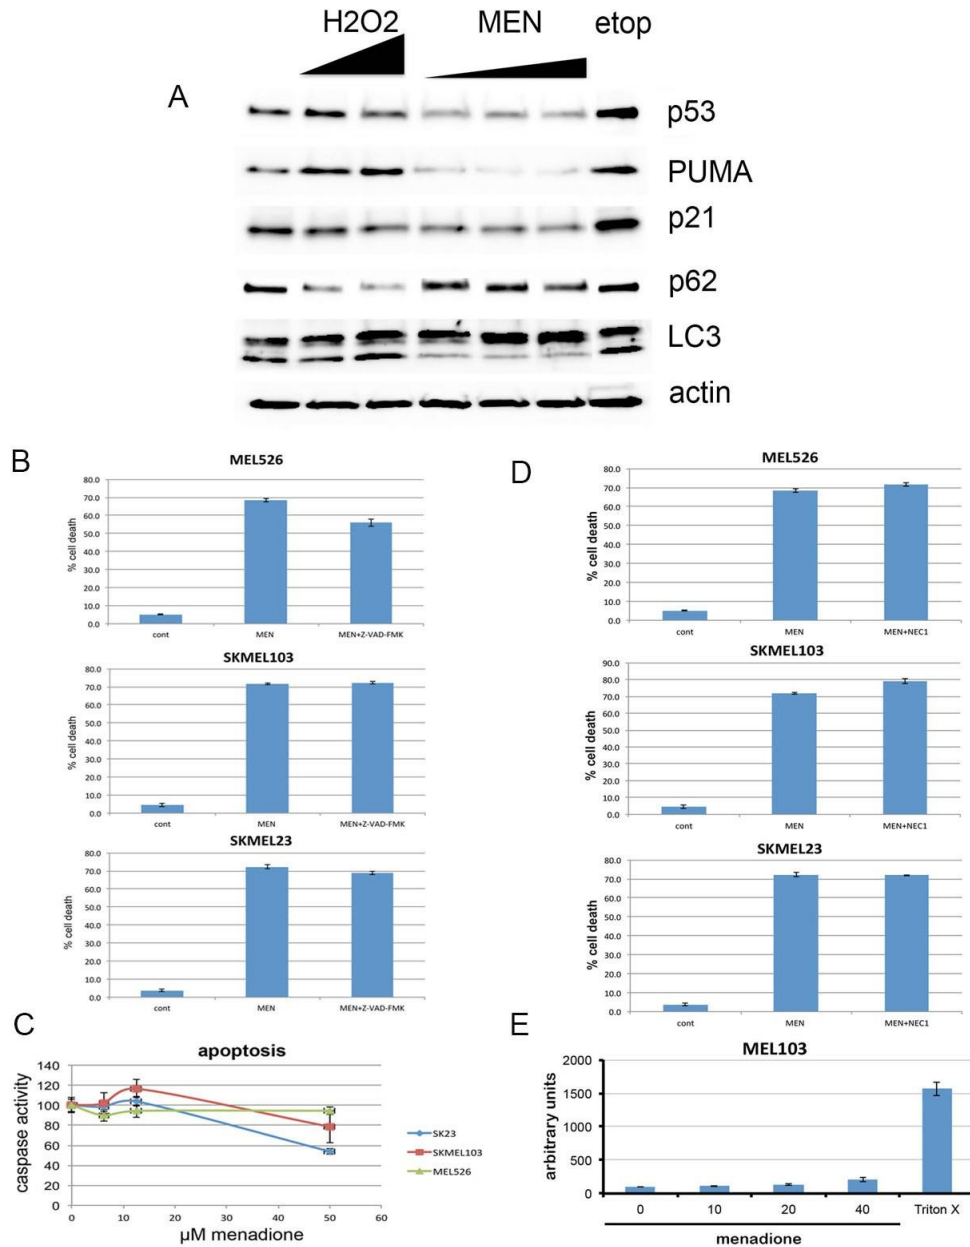 H2O2 MEN etop
A
p53
PUMA
p21
p62
LC3
actin
B
MEL526
80.0
70.0
60.0
50.0
40.0
30.0
20.0
10.0
0.0
% cell death
cont MEN MEN+Z-VAD-FMK
SKMEL103
80.0
70.0
60.0
50.0
40.0
30.0
20.0
10.0
0.0
% cell death
cont MEN MEN+Z-VAD-FMK
SKMEL23
80.0
70.0
60.0
50.0
40.0
30.0
20.0
10.0
0.0
% cell death
cont MEN MEN+Z-VAD-FMK
C
apoptosis
140
120
100
80
60
40
20
0
caspase activity
0 10 20 30 40 50 60
µM menadione
SK23
SKMEL103
MEL526
D
MEL526
80.0
70.0
60.0
50.0
40.0
30.0
20.0
10.0
0.0
% cell death
cont MEN MEN+NEC1
SKMEL103
90.0
80.0
70.0
60.0
50.0
40.0
30.0
20.0
10.0
0.0
% cell death
cont MEN MEN+NEC1
SKMEL23
80.0
70.0
60.0
50.0
40.0
30.0
20.0
10.0
0.0
% cell death
cont MEN MEN+NEC1
E
MEL103
2000
1500
1000
500
0
arbitrary units
0 10 20 40 Triton X
menadione